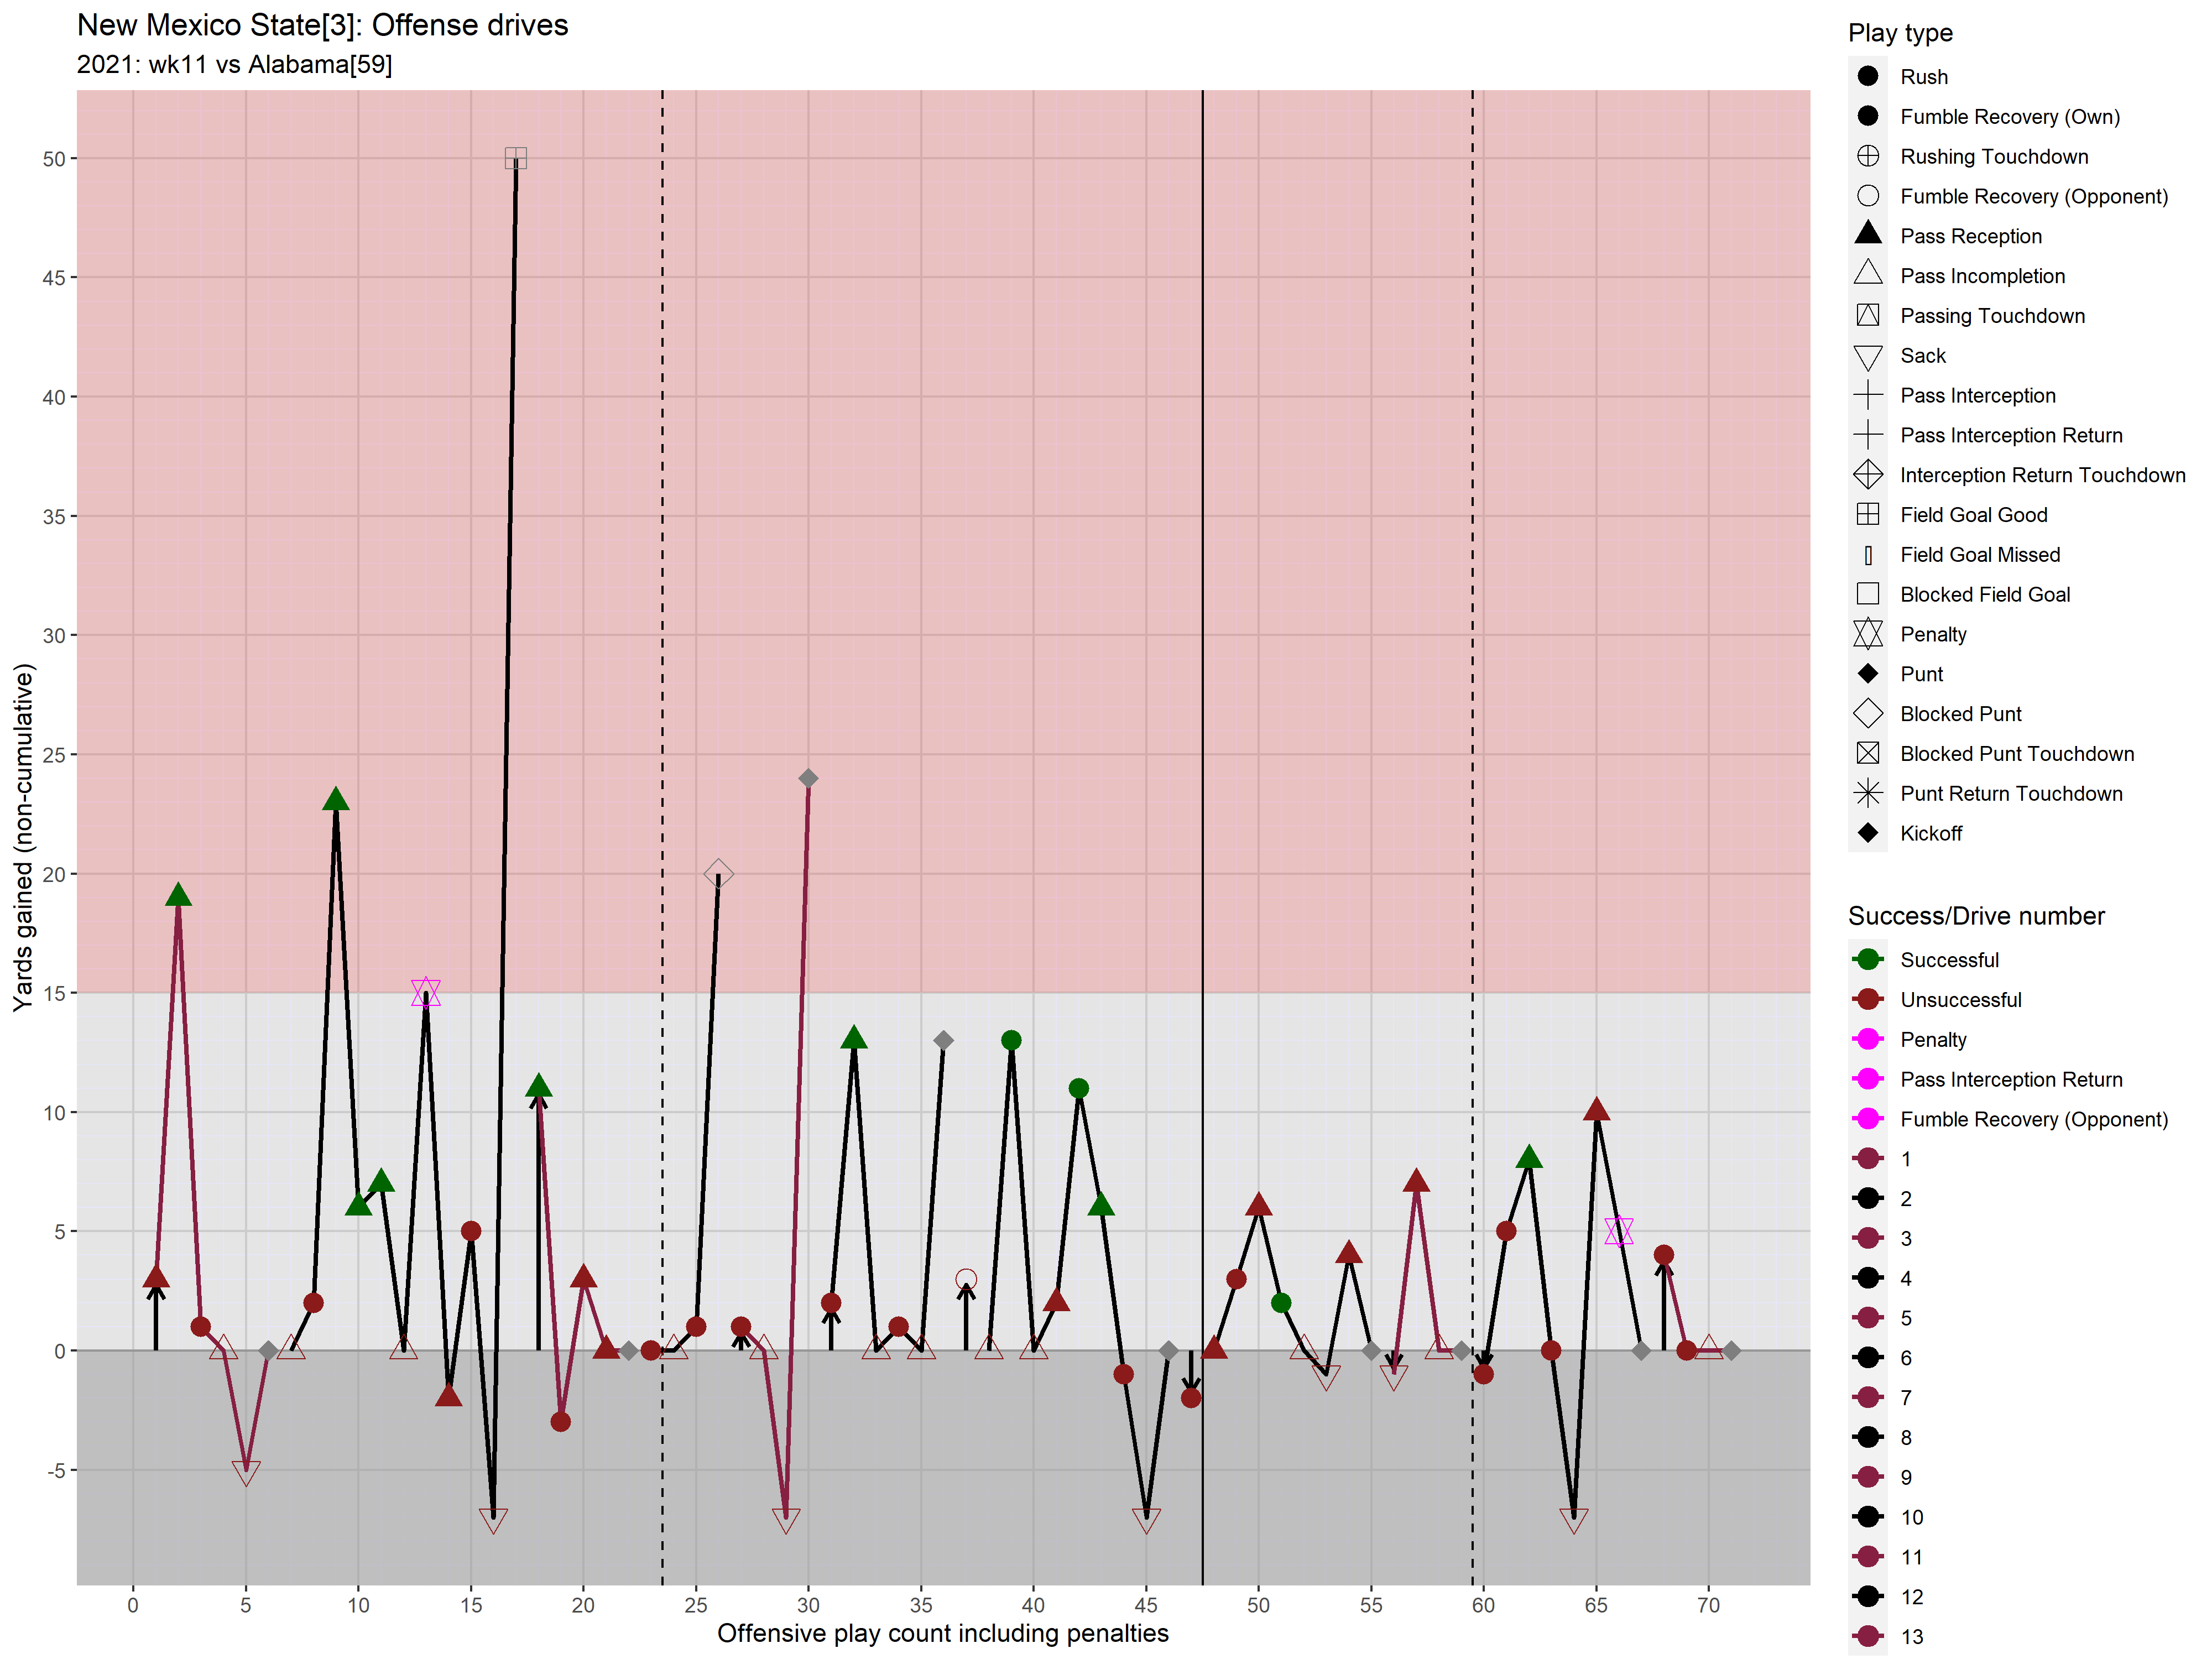 New Mexico State[3]: Offense drives
2021: wk11 vs Alabama[59]
Yards gained (non-cumulative)
50
45
40
35
30
25
20
15
10
5
0
-5
0 5 10 15 20 25 30 35 40 45 50 55 60 65 70
Offensive play count including penalties
Play type
Rush
Fumble Recovery (Own)
Rushing Touchdown
Fumble Recovery (Opponent)
Pass Reception
Pass Incompletion
Passing Touchdown
Sack
Pass Interception
Pass Interception Return
Interception Return Touchdown
Field Goal Good
Field Goal Missed
Blocked Field Goal
Penalty
Punt
Blocked Punt
Blocked Punt Touchdown
Punt Return Touchdown
Kickoff
Success/Drive number
Successful
Unsuccessful
Penalty
Pass Interception Return
Fumble Recovery (Opponent)
1
2
3
4
5
6
7
8
9
10
11
12
13